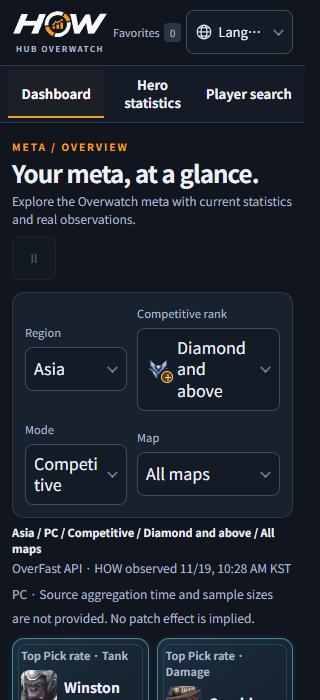 HOW
HUB OVERWATCH
Favorites 0
Lang...
Dashboard
Hero
statistics
Player search
META / OVERVIEW
Your meta, at a glance.
Explore the Overwatch meta with current statistics
and real observations.
Region
Asia
Competitive rank
Diamond
and
above
Mode
Competi
tive
Map
All maps
Asia / PC / Competitive / Diamond and above / All
maps
OverFast API · HOW observed 11/19, 10:28 AM KST
PC · Source aggregation time and sample sizes
are not provided. No patch effect is implied.
Top Pick rate · Tank
Winston
Top Pick rate ·
Damage